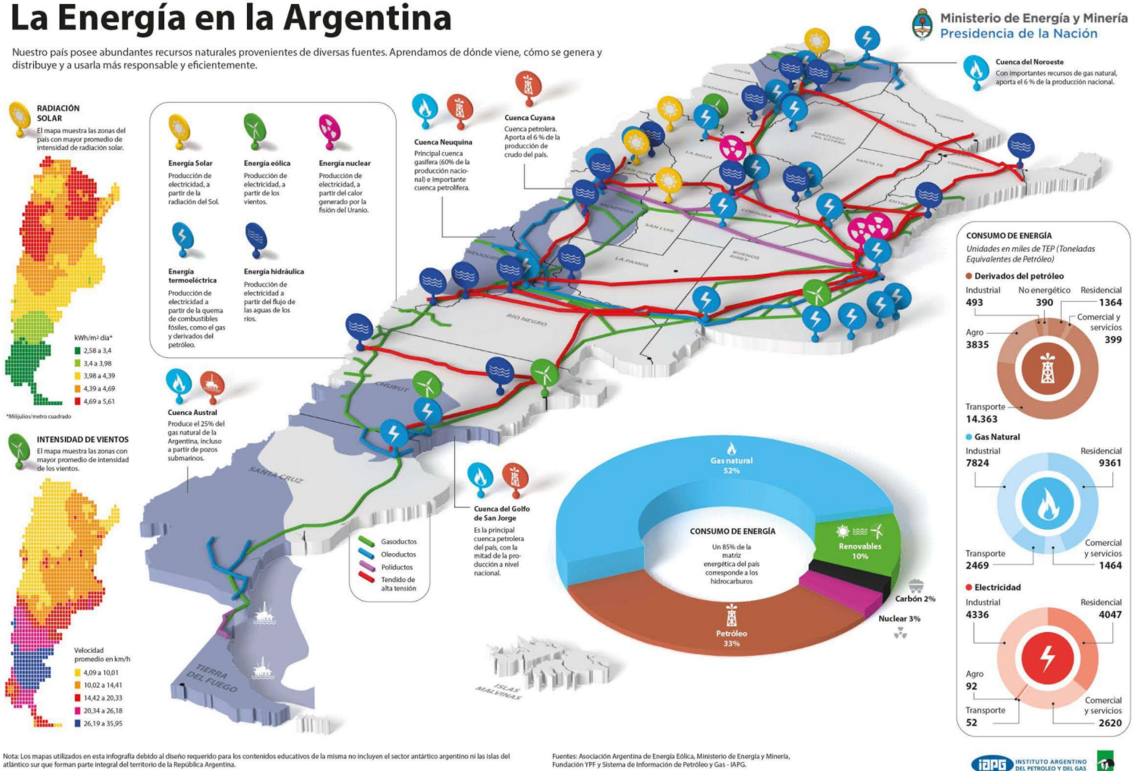 La Energía en la Argentina
Nuestro país posee abundantes recursos naturales provenientes de diversas fuentes. Aprendamos de dónde viene, cómo se genera y
distribuye y a usarla más responsable y eficientemente.
Ministerio de Energía y Minería
Presidencia de la Nación
Cuenca del Noroeste
Con importantes recursos de gas natural,
aporta el 6 % de la producción nacional.
RADIACIÓN
SOLAR
El mapa muestra las zonas del
país con mayor promedio de
intensidad de radiación solar.
kWh/m² día*
2,58 a 3,4
3,4 a 3,98
3,98 a 4,39
4,39 a 4,69
4,69 a 5,61
*Milijulios/metro cuadrado
INTENSIDAD DE VIENTOS
El mapa muestra las zonas con
mayor promedio de intensidad
de los vientos.
Velocidad
promedio en km/h
4,09 a 10,01
10,02 a 14,41
14,42 a 20,33
20,34 a 26,18
26,19 a 35,95
Energía Solar
Producción de
electricidad, a
partir de la
radiación del Sol.
Energía eólica
Producción de
electricidad, a
partir de los
vientos.
Energía nuclear
Producción de
electricidad, a
partir del calor
generado por la
fisión del Uranio.
Energía
termoeléctrica
Producción de
electricidad a
partir de la quema
de combustibles
fósiles, como el gas
y derivados del
petróleo.
Energía hidráulica
Producción de
electricidad a
partir del flujo de
las aguas de los
ríos.
Cuenca Neuquina
Principal cuenca
gasífera (60% de la
producción nacio-
nal) e importante
cuenca petrolífera.
Cuenca Cuyana
Cuenca petrolera.
Aporta el 6 % de la
producción de
crudo del país.
Cuenca Austral
Produce el 25% del
gas natural de la
Argentina, incluso
a partir de pozos
submarinos.
Cuenca del Golfo
de San Jorge
Es la principal
cuenca petrolera
del país, con la
mitad de la pro-
ducción a nivel
nacional.
SANTIAGO
DEL ESTERO
CHACO
SANTA FE
CORRIENTES
LA RIOJA
CÓRDOBA
SAN LUIS
MENDOZA
LA PAMPA
BUENOS
AIRES
NEUQUÉN
RÍO NEGRO
CHUBUT
SANTA CRUZ
TIERRA
DEL FUEGO
ISLAS
MALVINAS
Gasoductos
Oleoductos
Poliductos
Tendido de
alta tensión
Gas natural
52%
CONSUMO DE ENERGÍA
Un 85% de la
matriz
energética del país
corresponde a los
hidrocarburos
Renovables
10%
Carbón 2%
Nuclear 3%
Petróleo
33%
CONSUMO DE ENERGÍA
Unidades en miles de TEP (Toneladas
Equivalentes de Petróleo)
Derivados del petróleo
Industrial
493
No energético
390
Residencial
1364
Comercial y
servicios
399
Agro
3835
Transporte
14.363
Gas Natural
Industrial
7824
Residencial
9361
Transporte
2469
Comercial
y servicios
1464
Electricidad
Industrial
4336
Residencial
4047
Agro
92
Transporte
52
Comercial
y servicios
2620
Nota: Los mapas utilizados en esta infografía debido al diseño requerido para los contenidos educativos de la misma no incluyen el sector antártico argentino ni las islas del
atlántico sur que forman parte integral del territorio de la República Argentina.
Fuentes: Asociación Argentina de Energía Eólica, Ministerio de Energía y Minería,
Fundación YPF y Sistema de Información de Petróleo y Gas - IAPG.
iAPG
INSTITUTO ARGENTINO
DEL PETROLEO Y DEL GAS